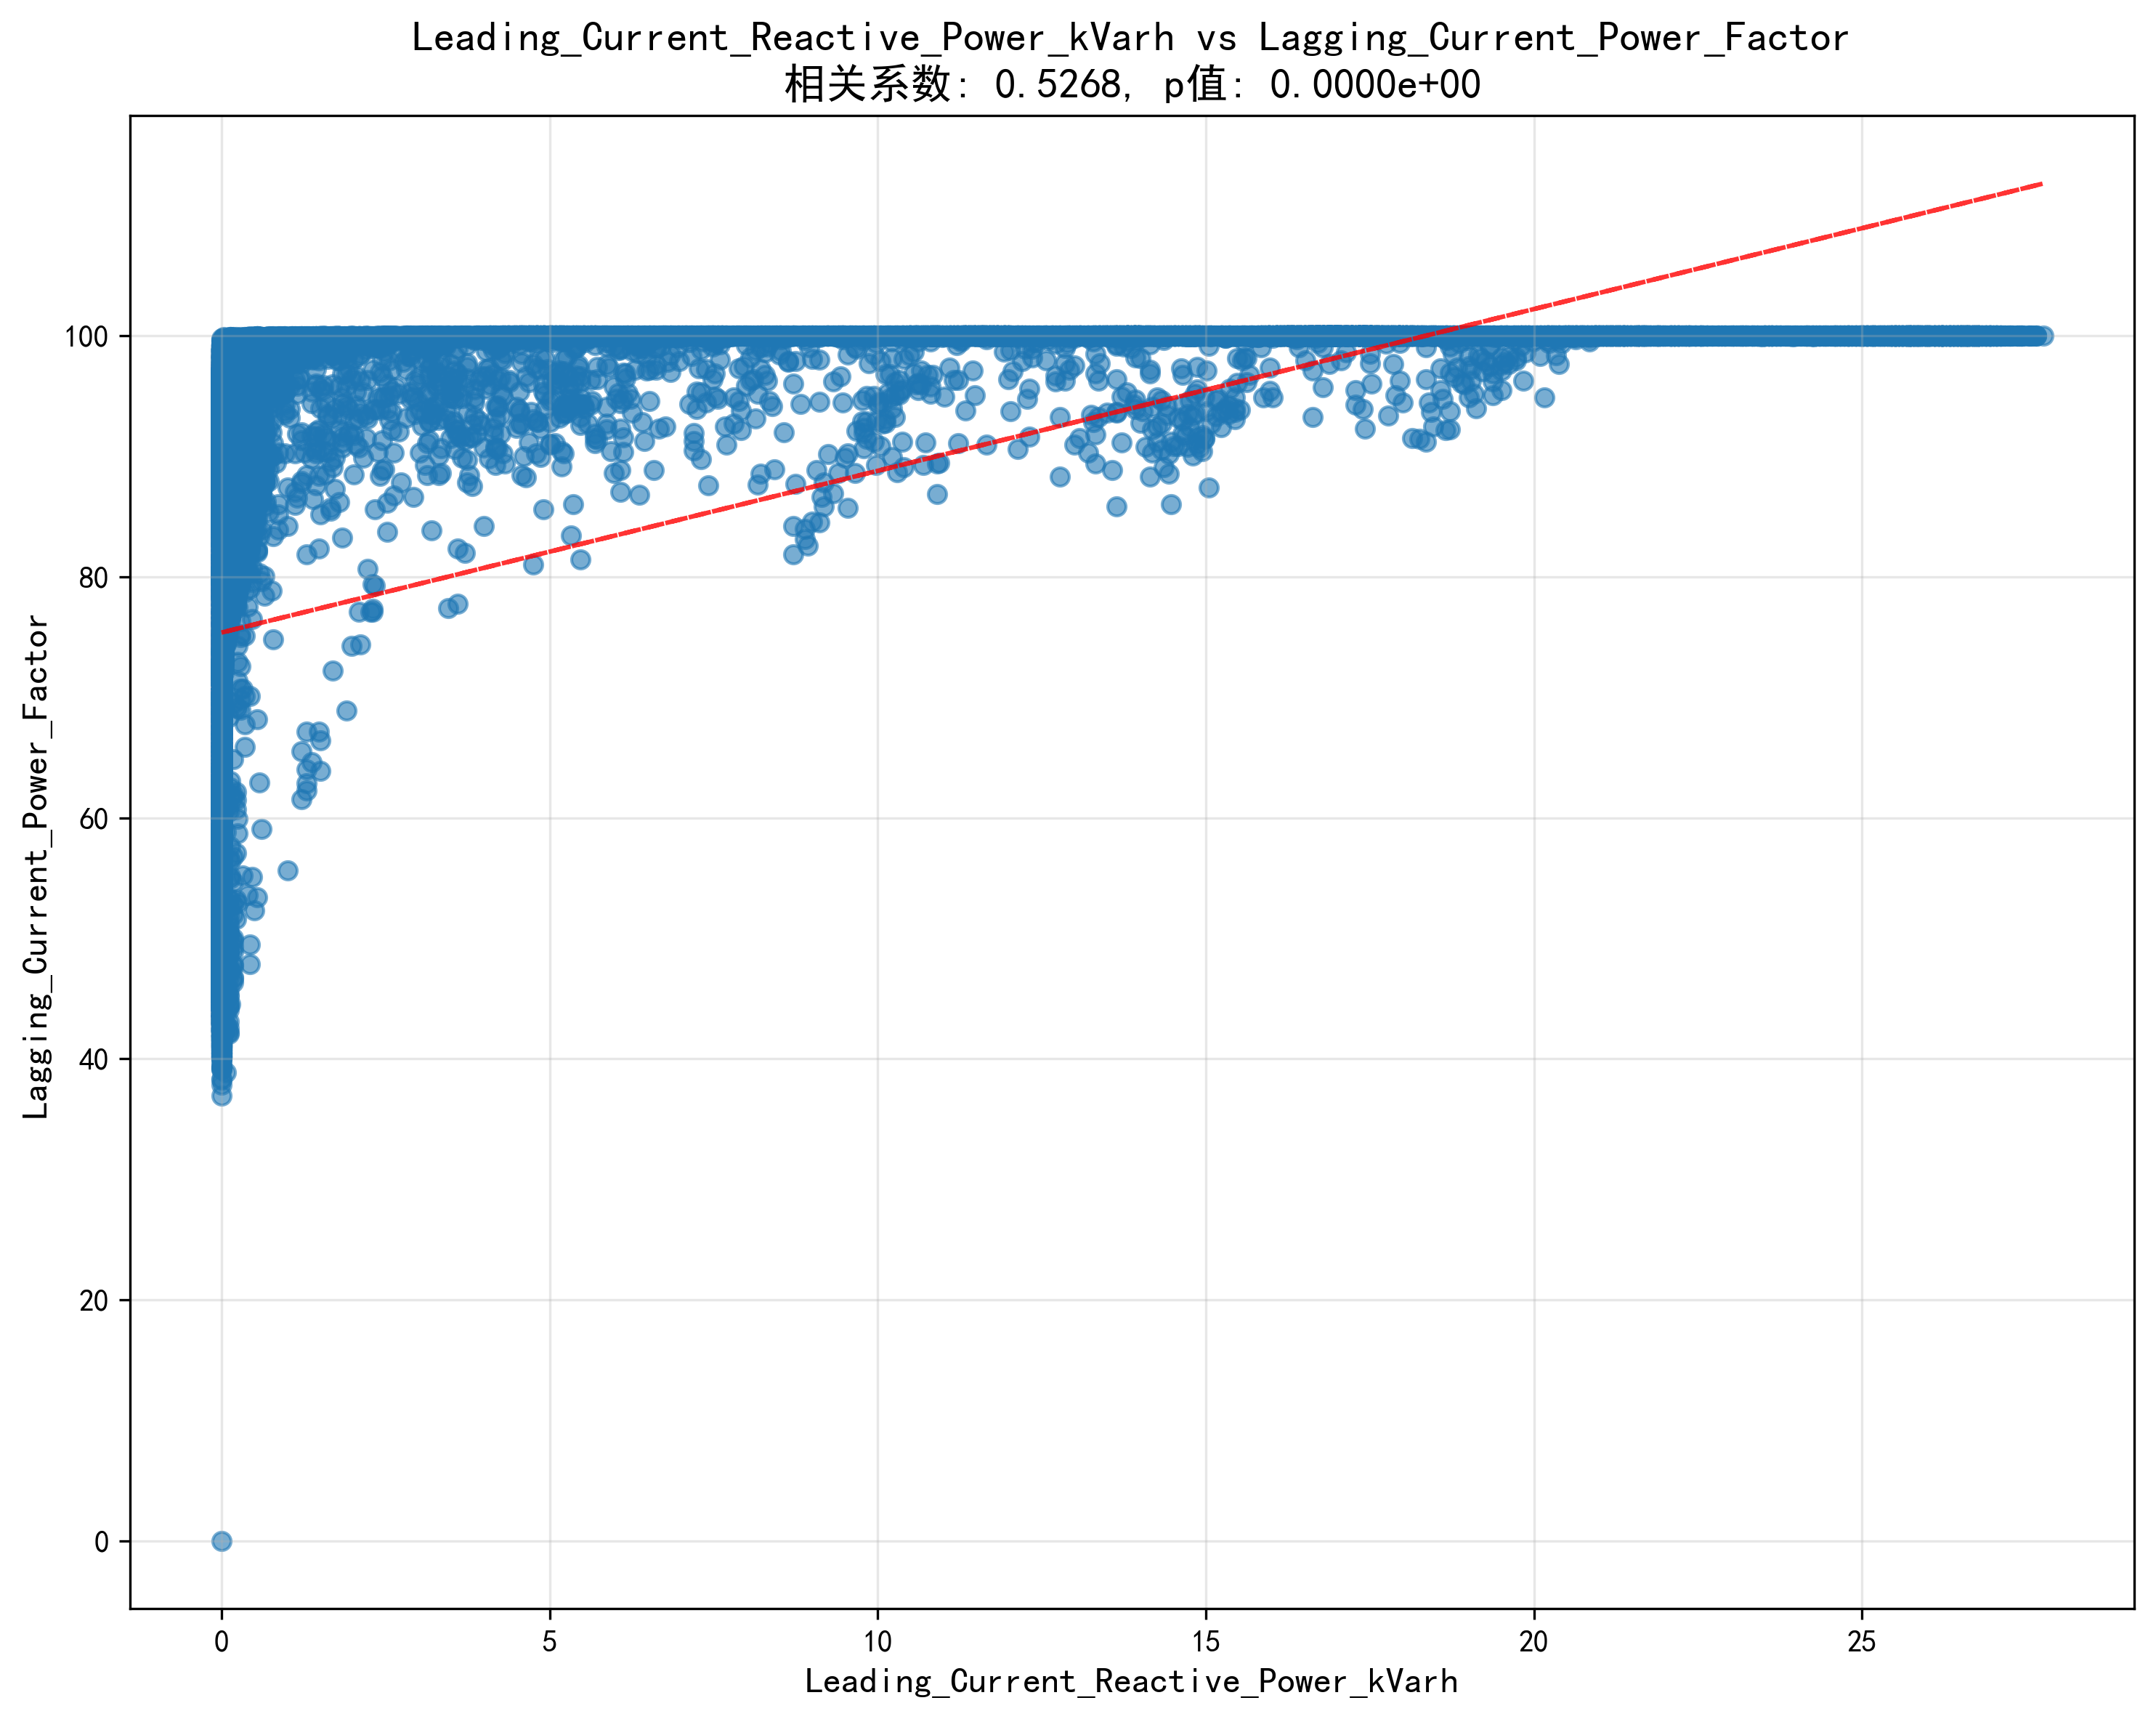 Leading_Current_Reactive_Power_kVarh vs Lagging_Current_Power_Factor
相关系数: 0.5268, p值: 0.0000e+00
Lagging_Current_Power_Factor
100
80
60
40
20
0
0 5 10 15 20 25
Leading_Current_Reactive_Power_kVarh